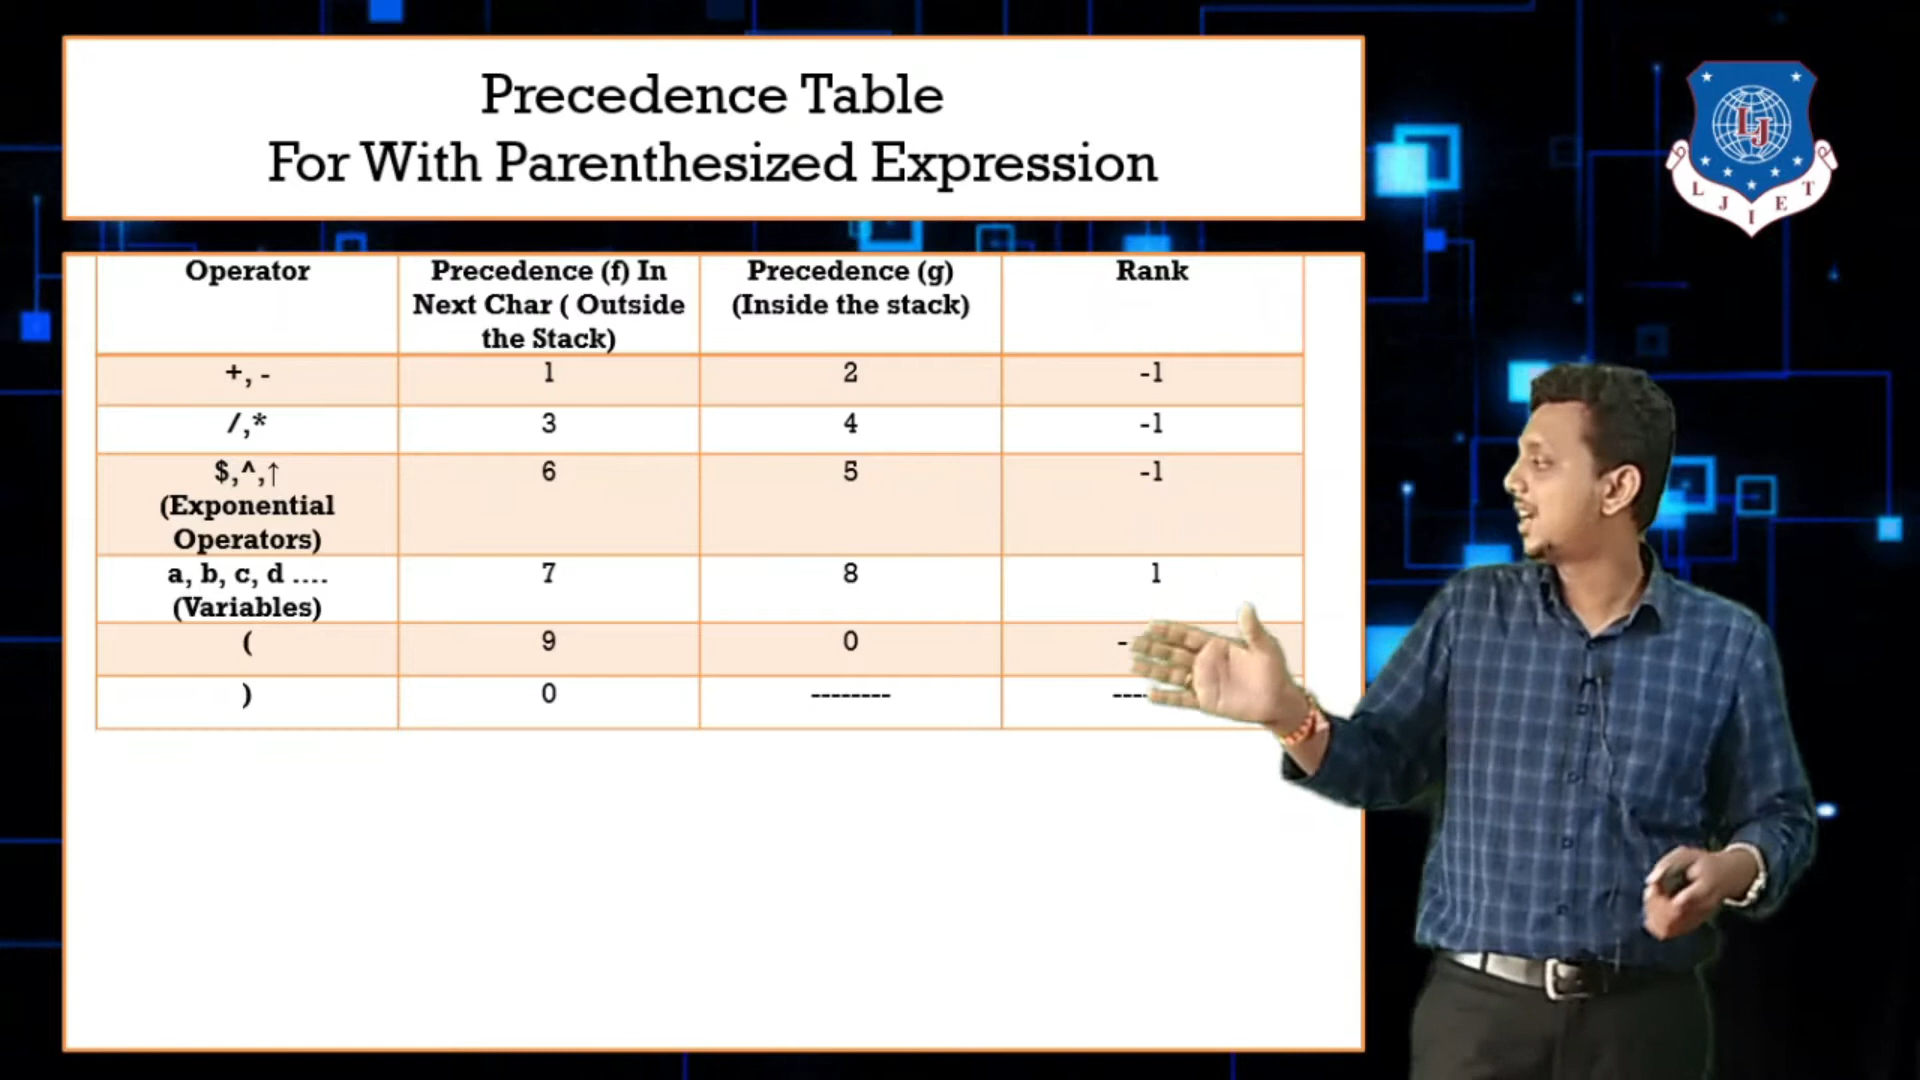 Precedence Table
For With Parenthesized Expression
L J
L J I E T
Operator
Precedence (f) In
Next Char ( Outside
the Stack)
Precedence (g)
(Inside the stack)
Rank
+, -
1
2
-1
/,*
3
4
-1
$,^,↑
(Exponential
Operators)
6
5
-1
a, b, c, d ....
(Variables)
7
8
1
(
9
0
)
0
--------